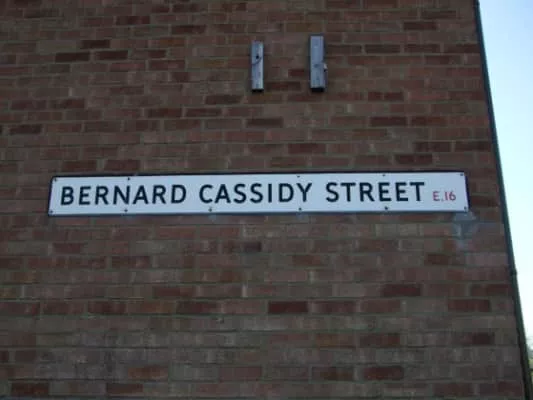 BERNARD CASSIDY STREET E.16